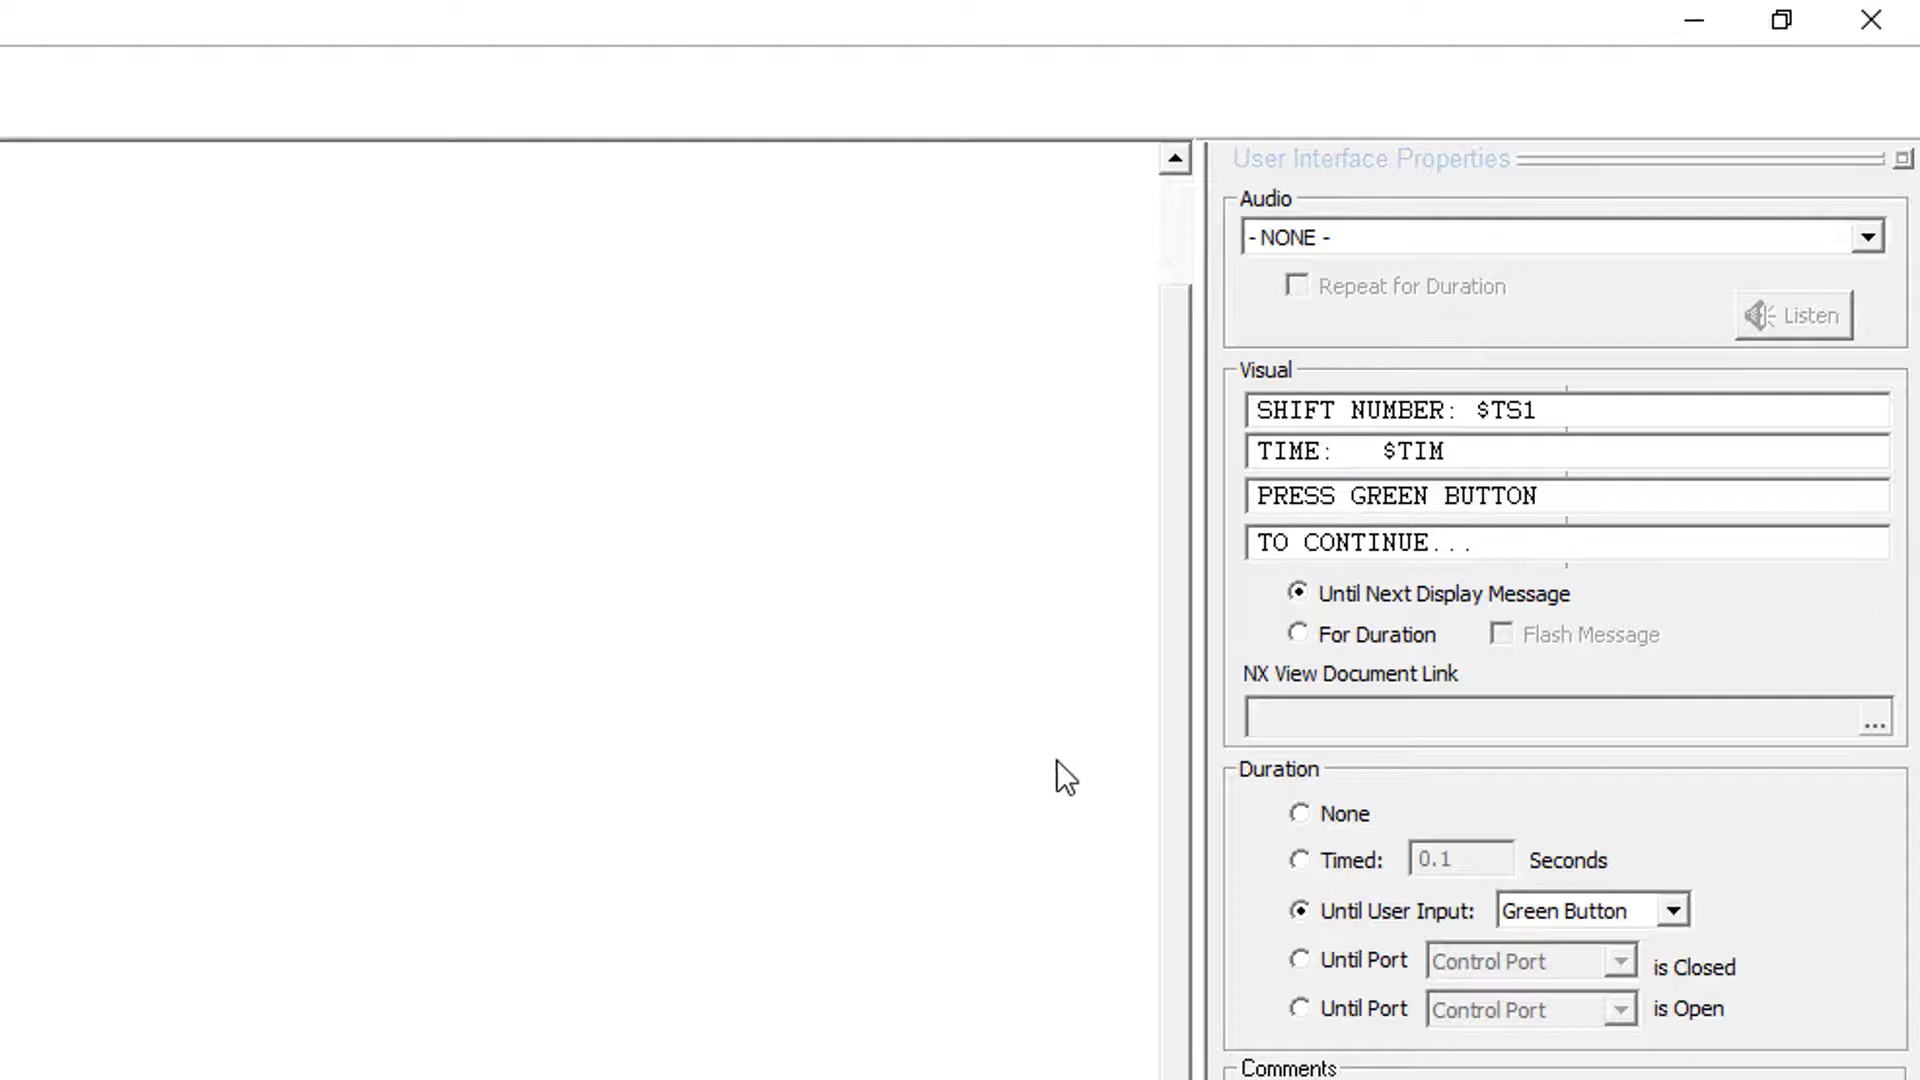 User Interface Properties
Audio
- NONE -
Repeat for Duration
Listen
Visual
SHIFT NUMBER: $TS1
TIME:   $TIM
PRESS GREEN BUTTON
TO CONTINUE...
Until Next Display Message
For Duration Flash Message
NX View Document Link
...
Duration
None
Timed: 0.1 Seconds
Until User Input: Green Button
Until Port Control Port is Closed
Until Port Control Port is Open
Comments